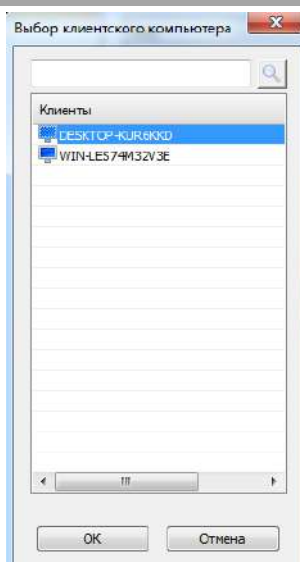 Выбор клиентского компьютера
Клиенты
DESKTOP-KUR6KKD
WIN-LES74M32V3E
OK
Отмена